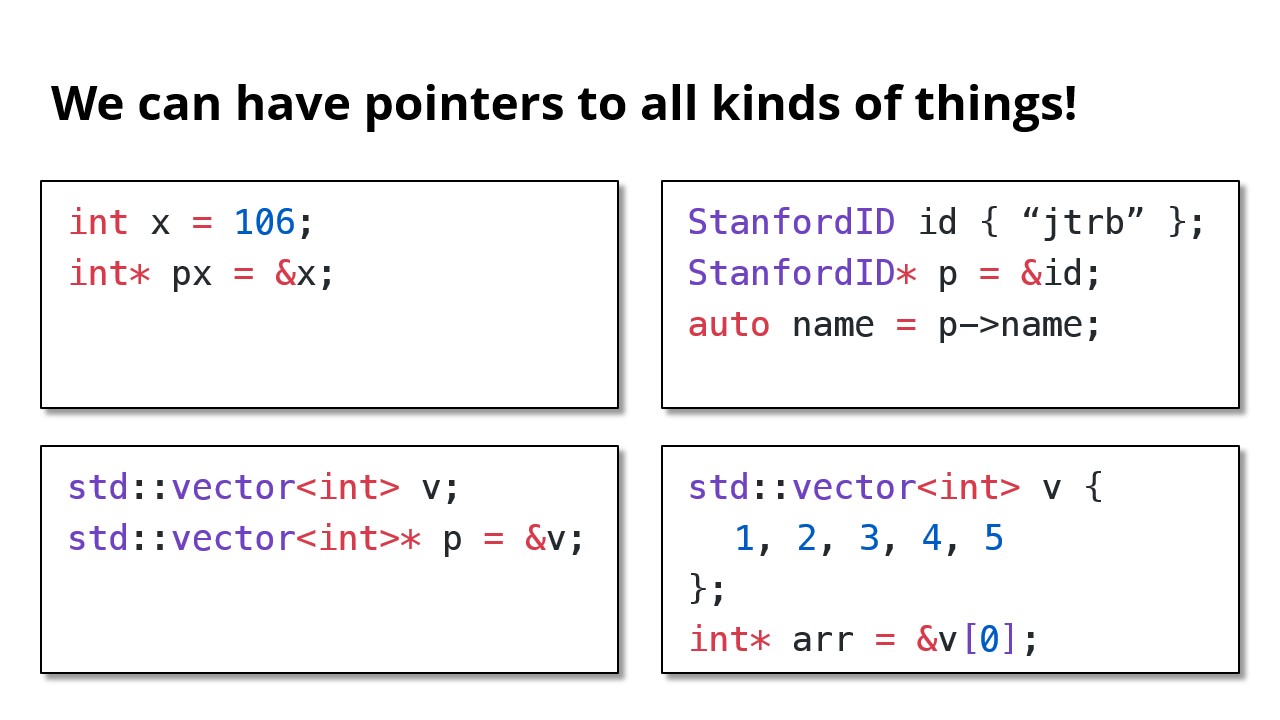 We can have pointers to all kinds of things!
int x = 106;
int* px = &x;
StanfordID id { “jtrb” };
StanfordID* p = &id;
auto name = p—>name;
std::vector<int> v;
std::vector<int>* p = &v;
std::vector<int> v {
1, 2, 3, 4, 5
};
int* arr = &v[0];